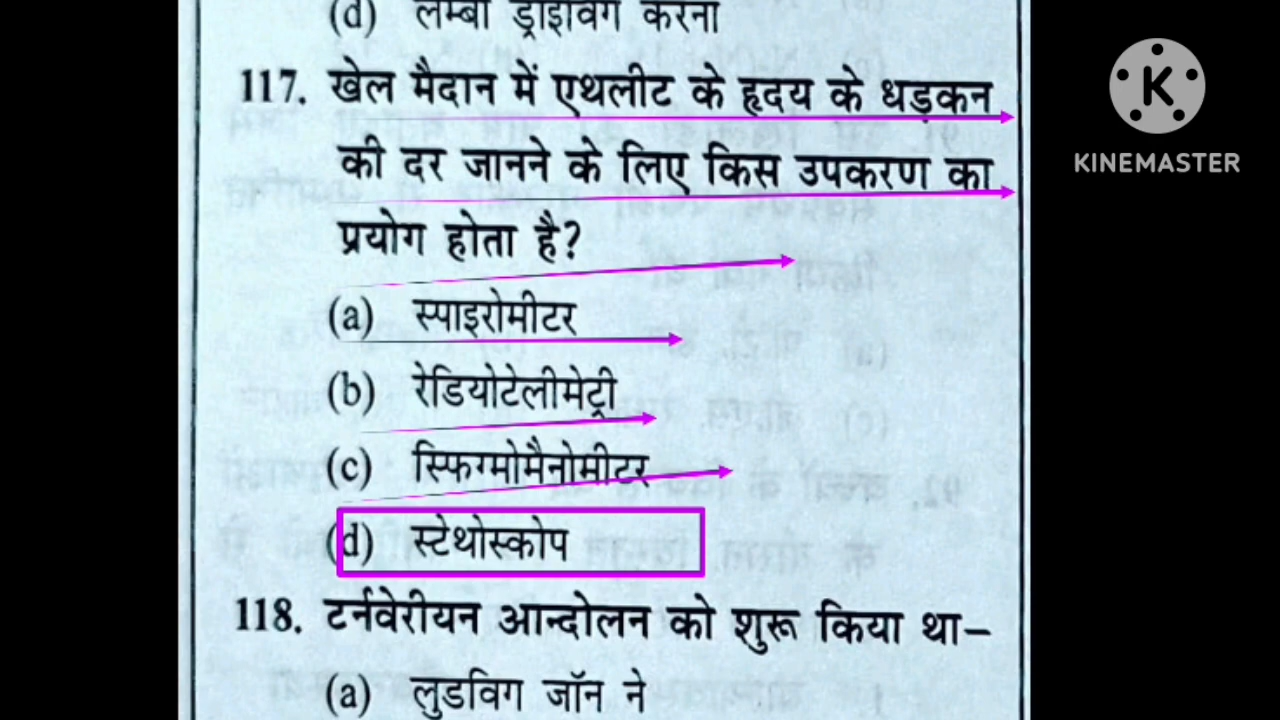 (d) लम्बी ड्राइविंग करना
117. खेल मैदान में एथलीट के हृदय के धड़कन
की दर जानने के लिए किस उपकरण का
प्रयोग होता है?
(a) स्पाइरोमीटर
(b) रेडियोटेलीमेट्री
(c) स्फिग्मोमैनोमीटर
(d) स्टेथोस्कोप
118. टर्नवेरीयन आन्दोलन को शुरू किया था–
(a) लुडविग जॉन ने
K
KINEMASTER